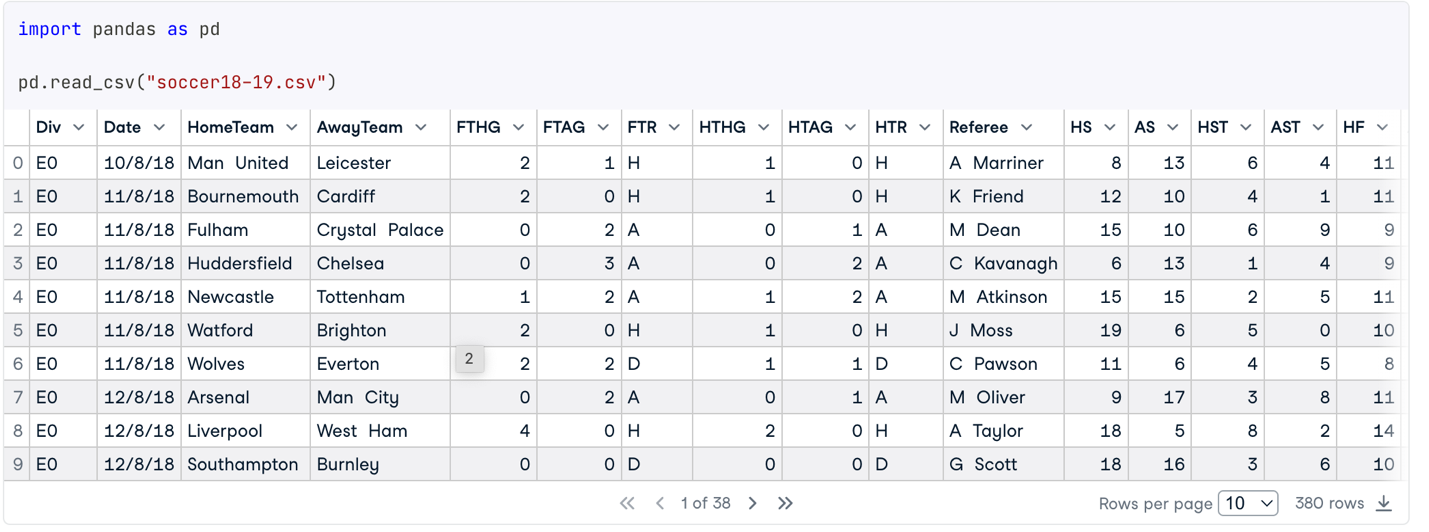 import pandas as pd
pd.read_csv("soccer18-19.csv")
Div Date HomeTeam AwayTeam FTHG FTAG FTR HTHG HTAG HTR Referee HS AS HST AST HF
0 E0 10/8/18 Man United Leicester 2 1 H 1 0 H A Marriner 8 13 6 4 11
1 E0 11/8/18 Bournemouth Cardiff 2 0 H 1 0 H K Friend 12 10 4 1 11
2 E0 11/8/18 Fulham Crystal Palace 0 2 A 0 1 A M Dean 15 10 6 9 9
3 E0 11/8/18 Huddersfield Chelsea 0 3 A 0 2 A C Kavanagh 6 13 1 4 9
4 E0 11/8/18 Newcastle Tottenham 1 2 A 1 2 A M Atkinson 15 15 2 5 11
5 E0 11/8/18 Watford Brighton 2 0 H 1 0 H J Moss 19 6 5 0 10
6 E0 11/8/18 Wolves Everton 2 2 2 D 1 1 D C Pawson 11 6 4 5 8
7 E0 12/8/18 Arsenal Man City 0 2 A 0 1 A M Oliver 9 17 3 8 11
8 E0 12/8/18 Liverpool West Ham 4 0 H 2 0 H A Taylor 18 5 8 2 14
9 E0 12/8/18 Southampton Burnley 0 0 D 0 0 D G Scott 18 16 3 6 10
1 of 38 Rows per page 10 380 rows